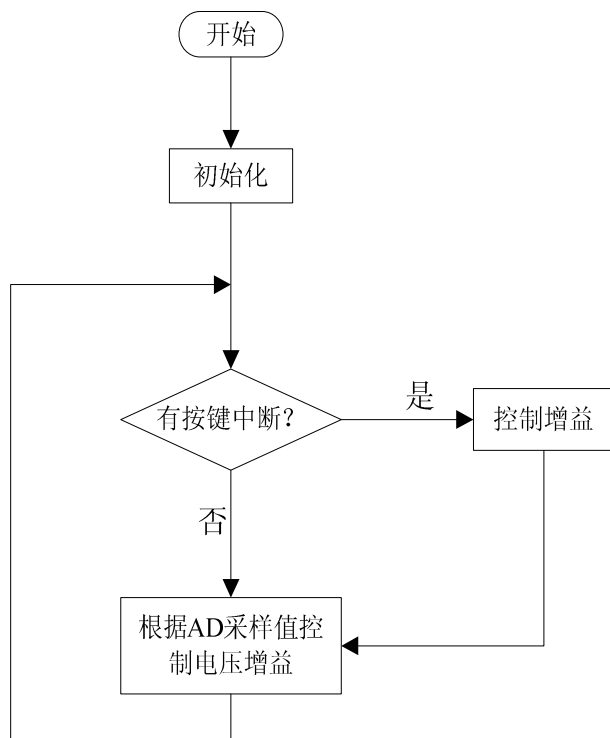 开始
初始化
有按键中断？
是
控制增益
否
根据AD采样值控
制电压增益